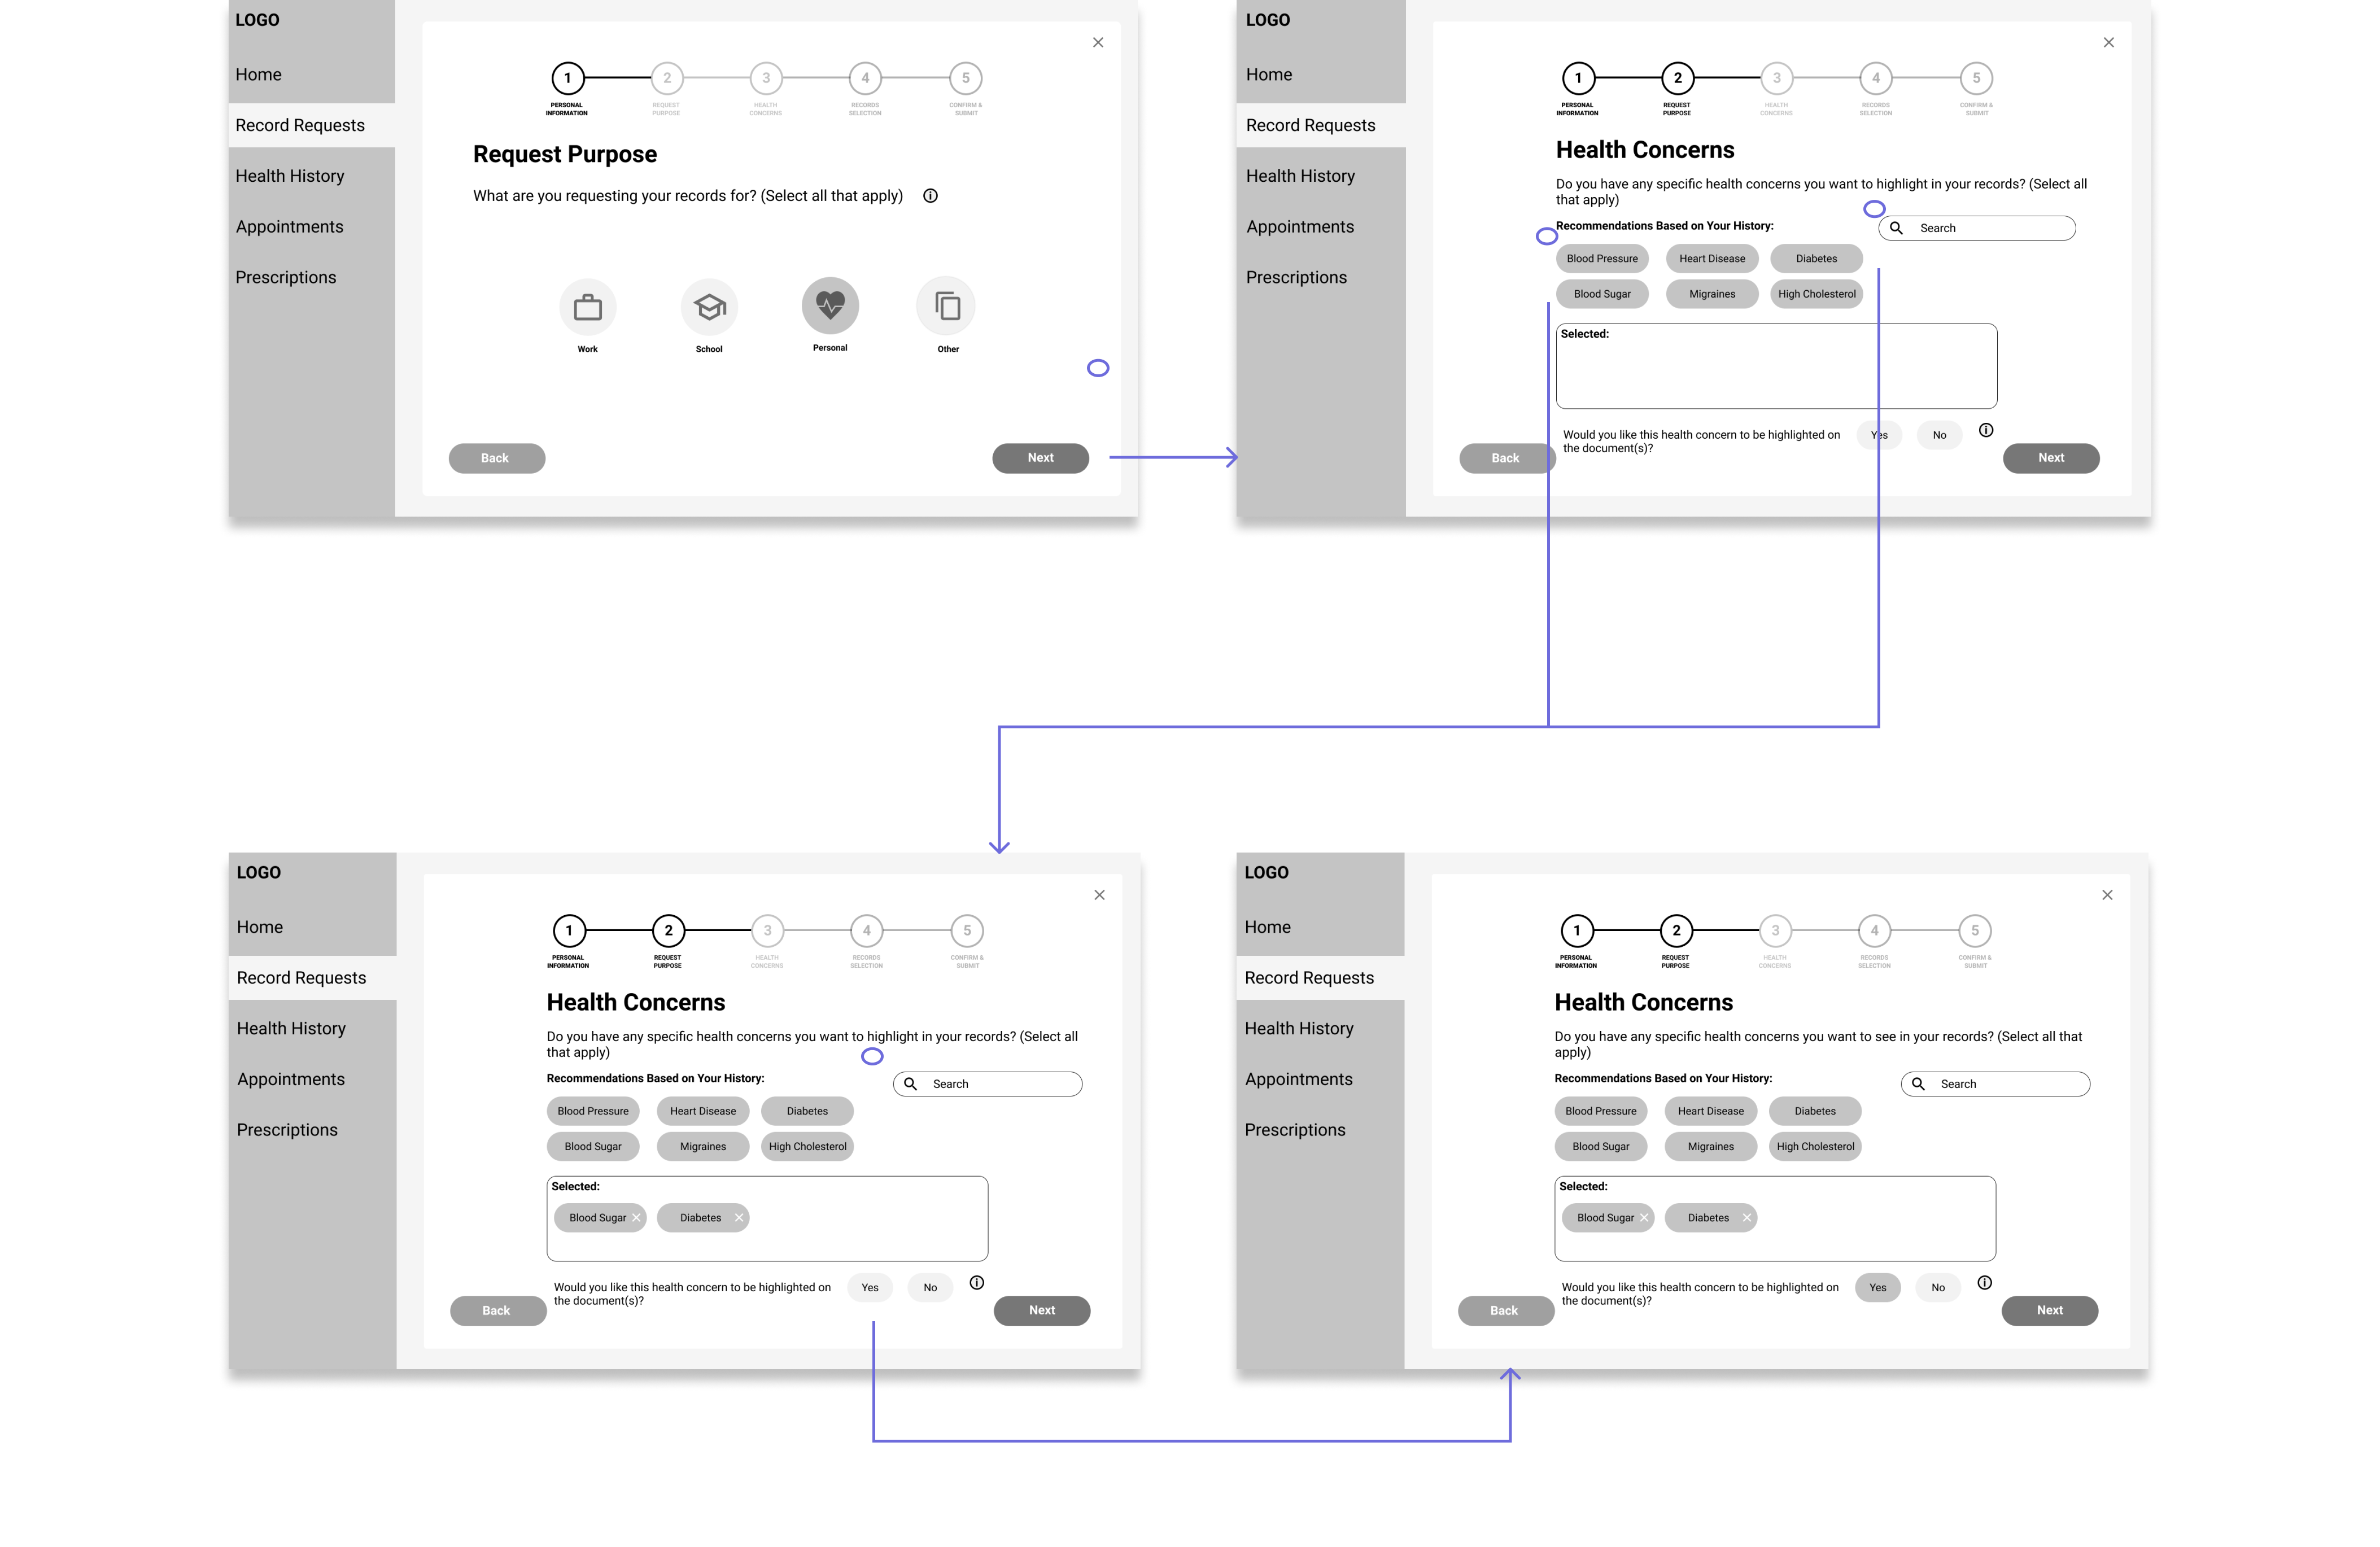 LOGO
Home
Record Requests
Health History
Appointments
Prescriptions
1
2
3
4
5
PERSONAL
INFORMATION
REQUEST
PURPOSE
HEALTH
CONCERNS
RECORDS
SELECTION
CONFIRM &
SUBMIT
Request Purpose
What are you requesting your records for? (Select all that apply)
Work
School
Personal
Other
Back
Next
LOGO
Home
Record Requests
Health History
Appointments
Prescriptions
1
2
3
4
5
PERSONAL
INFORMATION
REQUEST
PURPOSE
HEALTH
CONCERNS
RECORDS
SELECTION
CONFIRM &
SUBMIT
Health Concerns
Do you have any specific health concerns you want to highlight in your records? (Select all
that apply)
Recommendations Based on Your History:
Search
Blood Pressure
Heart Disease
Diabetes
Blood Sugar
Migraines
High Cholesterol
Selected:
Would you like this health concern to be highlighted on
the document(s)?
Yes
No
Back
Next
LOGO
Home
Record Requests
Health History
Appointments
Prescriptions
1
2
3
4
5
PERSONAL
INFORMATION
REQUEST
PURPOSE
HEALTH
CONCERNS
RECORDS
SELECTION
CONFIRM &
SUBMIT
Health Concerns
Do you have any specific health concerns you want to highlight in your records? (Select all
that apply)
Recommendations Based on Your History:
Search
Blood Pressure
Heart Disease
Diabetes
Blood Sugar
Migraines
High Cholesterol
Selected:
Blood Sugar
Diabetes
Would you like this health concern to be highlighted on
the document(s)?
Yes
No
Back
Next
LOGO
Home
Record Requests
Health History
Appointments
Prescriptions
1
2
3
4
5
PERSONAL
INFORMATION
REQUEST
PURPOSE
HEALTH
CONCERNS
RECORDS
SELECTION
CONFIRM &
SUBMIT
Health Concerns
Do you have any specific health concerns you want to see in your records? (Select all that
apply)
Recommendations Based on Your History:
Search
Blood Pressure
Heart Disease
Diabetes
Blood Sugar
Migraines
High Cholesterol
Selected:
Blood Sugar
Diabetes
Would you like this health concern to be highlighted on
the document(s)?
Yes
No
Back
Next